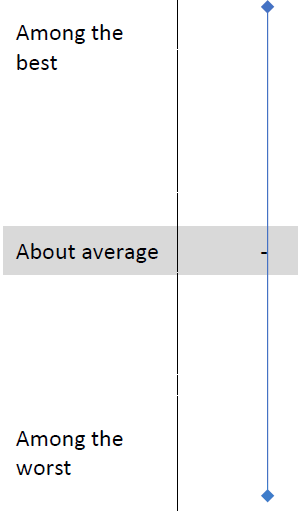 Among the
best
About average
-
Among the
worst